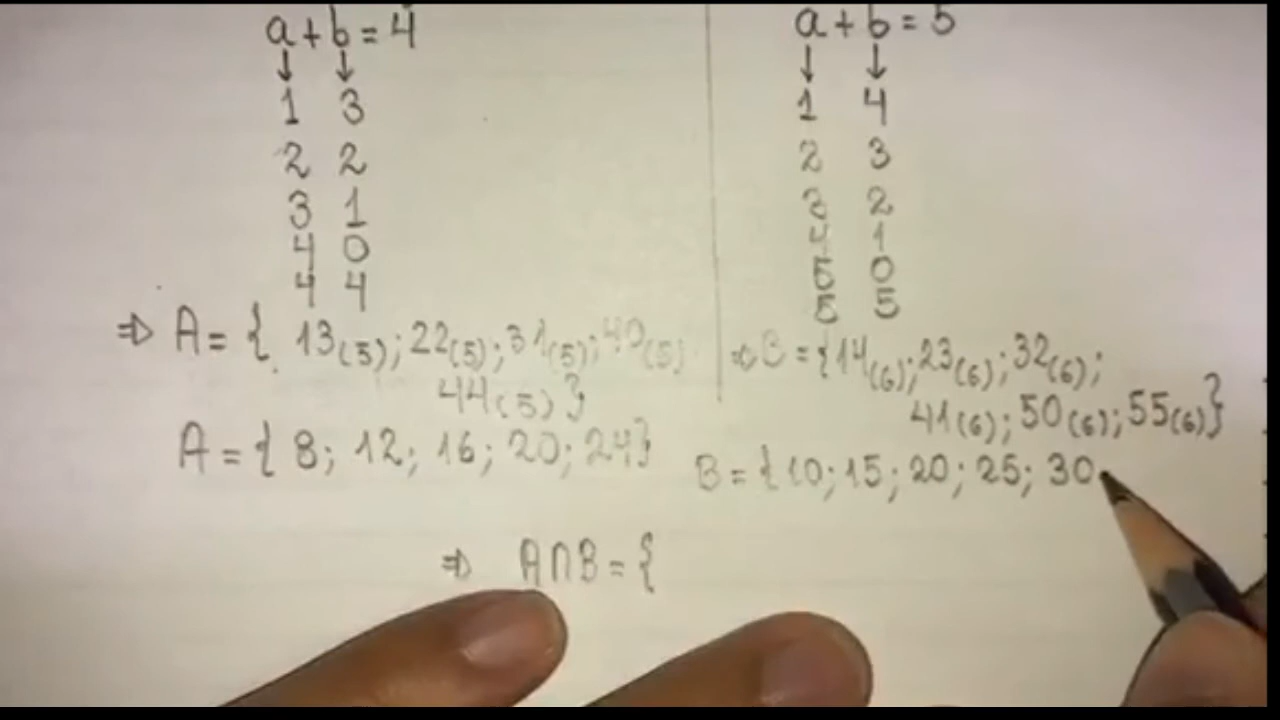 a + b = 4
↓ ↓
1 3
2 2
3 1
4 0
4 4
⇒ A = { 13(5); 22(5); 31(5); 40(5)
44(5) }
A = { 8; 12; 16; 20; 24}
a + b = 5
↓ ↓
1 4
2 3
3 2
4 1
5 0
5 5
⇒ B = {14(6); 23(6); 32(6);
41(6); 50(6); 55(6)}
B = { 10; 15; 20; 25; 30
⇒ A∩B = {